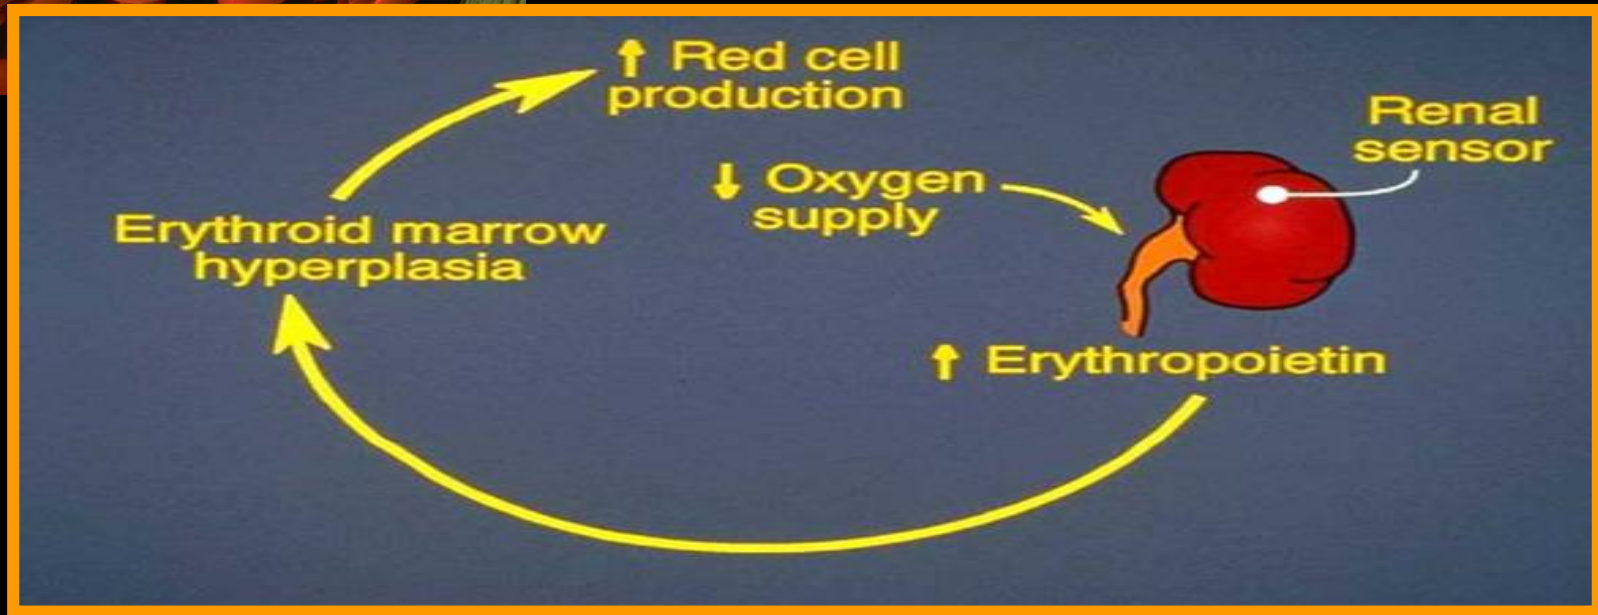 ↑ Red cell
production
Renal
sensor
↓ Oxygen
supply
Erythroid marrow
hyperplasia
↑ Erythropoietin